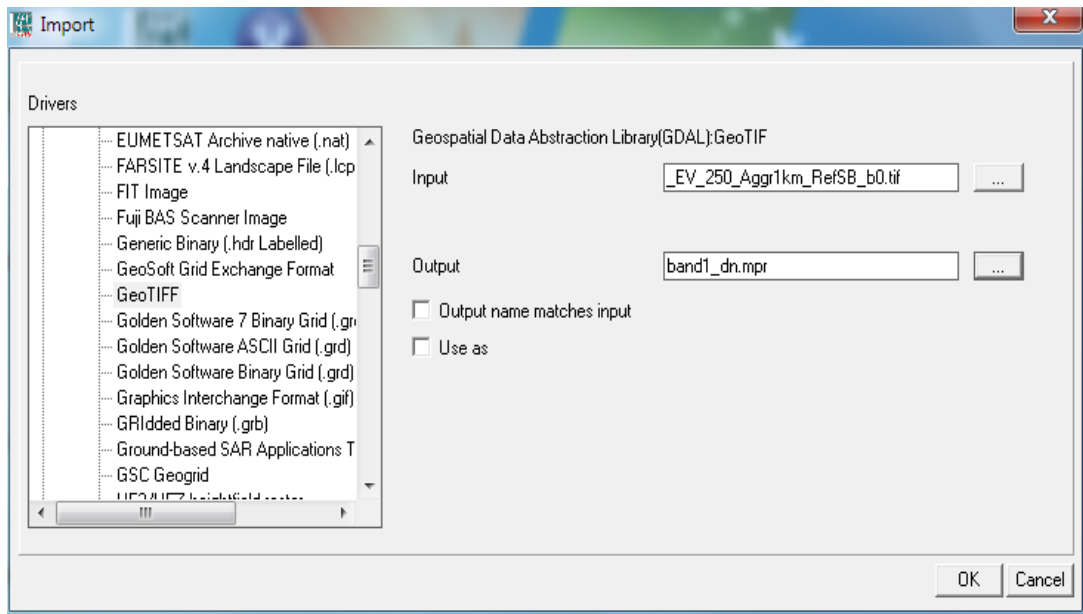 Import
Drivers
EUMETSAT Archive native (.nat)
FARSITE v.4 Landscape File (.lcp
FIT Image
Fuji BAS Scanner Image
Generic Binary (.hdr Labelled)
GeoSoft Grid Exchange Format
GeoTIFF
Golden Software 7 Binary Grid (.gr
Golden Software ASCII Grid (.grd)
Golden Software Binary Grid (.grd)
Graphics Interchange Format (.gif)
GRIdded Binary (.grb)
Ground-based SAR Applications T
GSC Geogrid
Geospatial Data Abstraction Library(GDAL):GeoTIF
Input
_EV_250_Aggr1km_RefSB_b0.tif
...
Output
band1_dn.mpr
...
Output name matches input
Use as
OK
Cancel